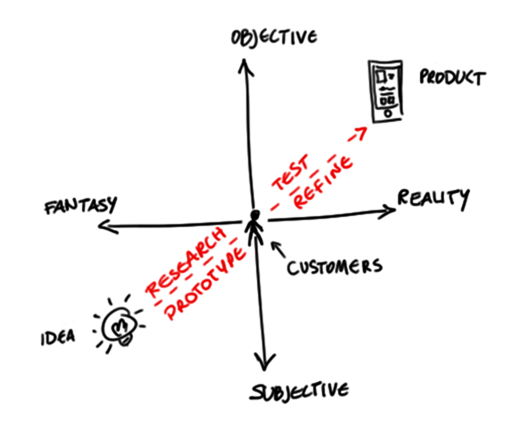 OBJECTIVE
PRODUCT
TEST
REFINE
FANTASY
REALITY
RESEARCH
PROTOTYPE
CUSTOMERS
IDEA
SUBJECTIVE